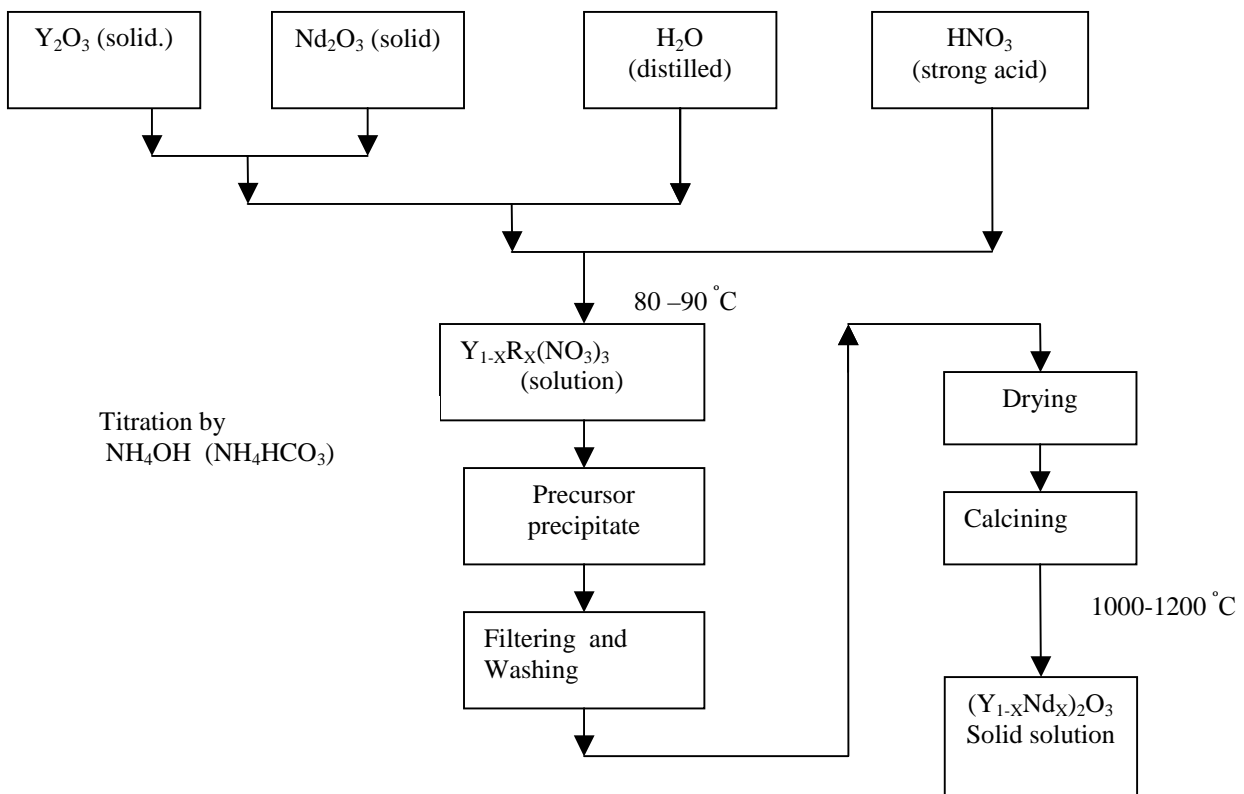 Y₂O₃ (solid.)
Nd₂O₃ (solid)
H₂O
(distilled)
HNO₃
(strong acid)
80 –90 °C
Y₁₋ₓRₓ(NO₃)₃
(solution)
Titration by
NH₄OH (NH₄HCO₃)
Precursor
precipitate
Filtering and
Washing
Drying
Calcining
1000-1200 °C
(Y₁₋ₓNdₓ)₂O₃
Solid solution